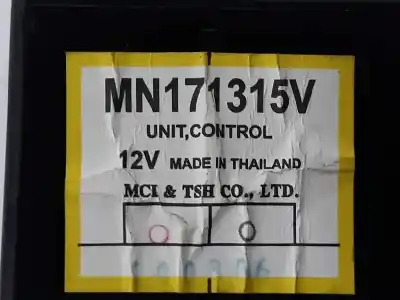 MN171315V
UNIT,CONTROL
12V MADE IN THAILAND
MCI & TSH CO., LTD.